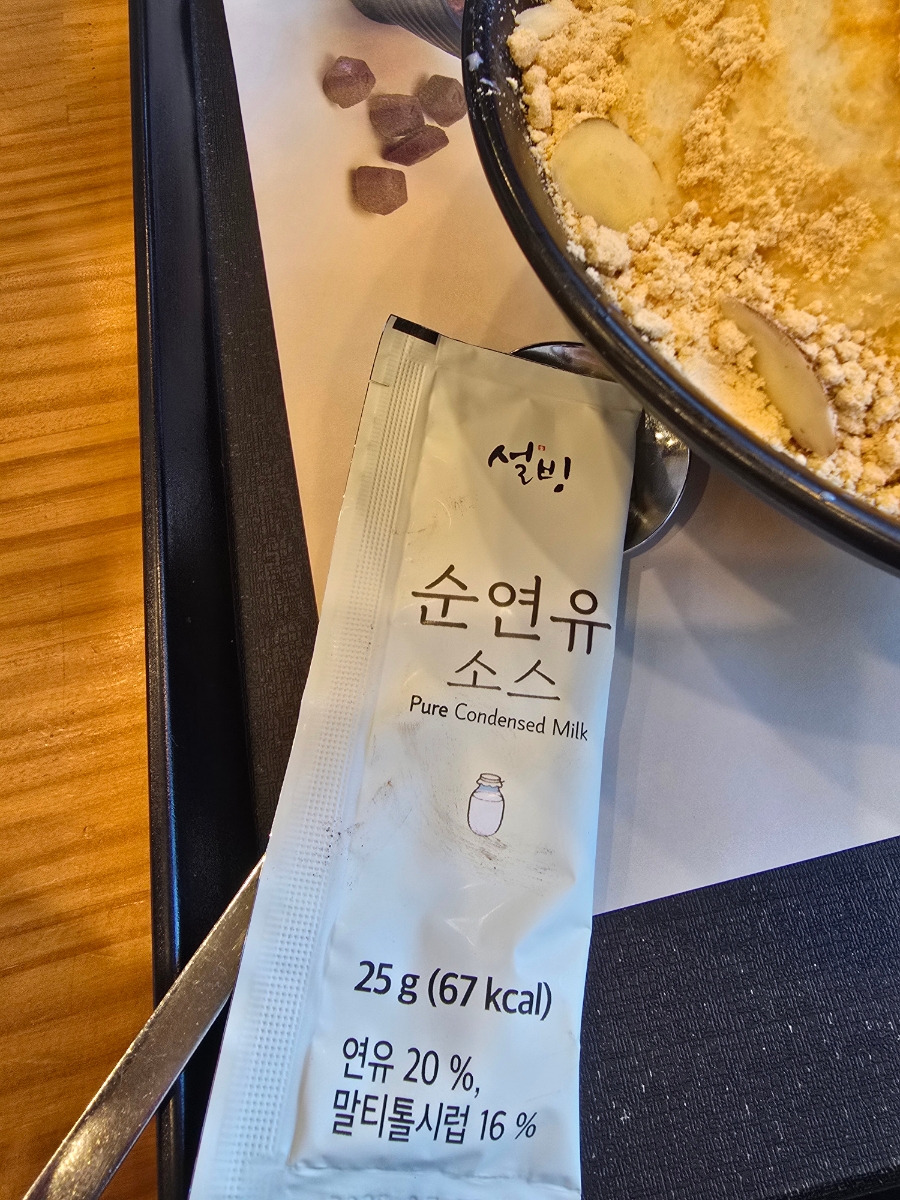 설빙
순연유
소스
Pure Condensed Milk
25 g (67 kcal)
연유 20 %,
말티톨시럽 16 %